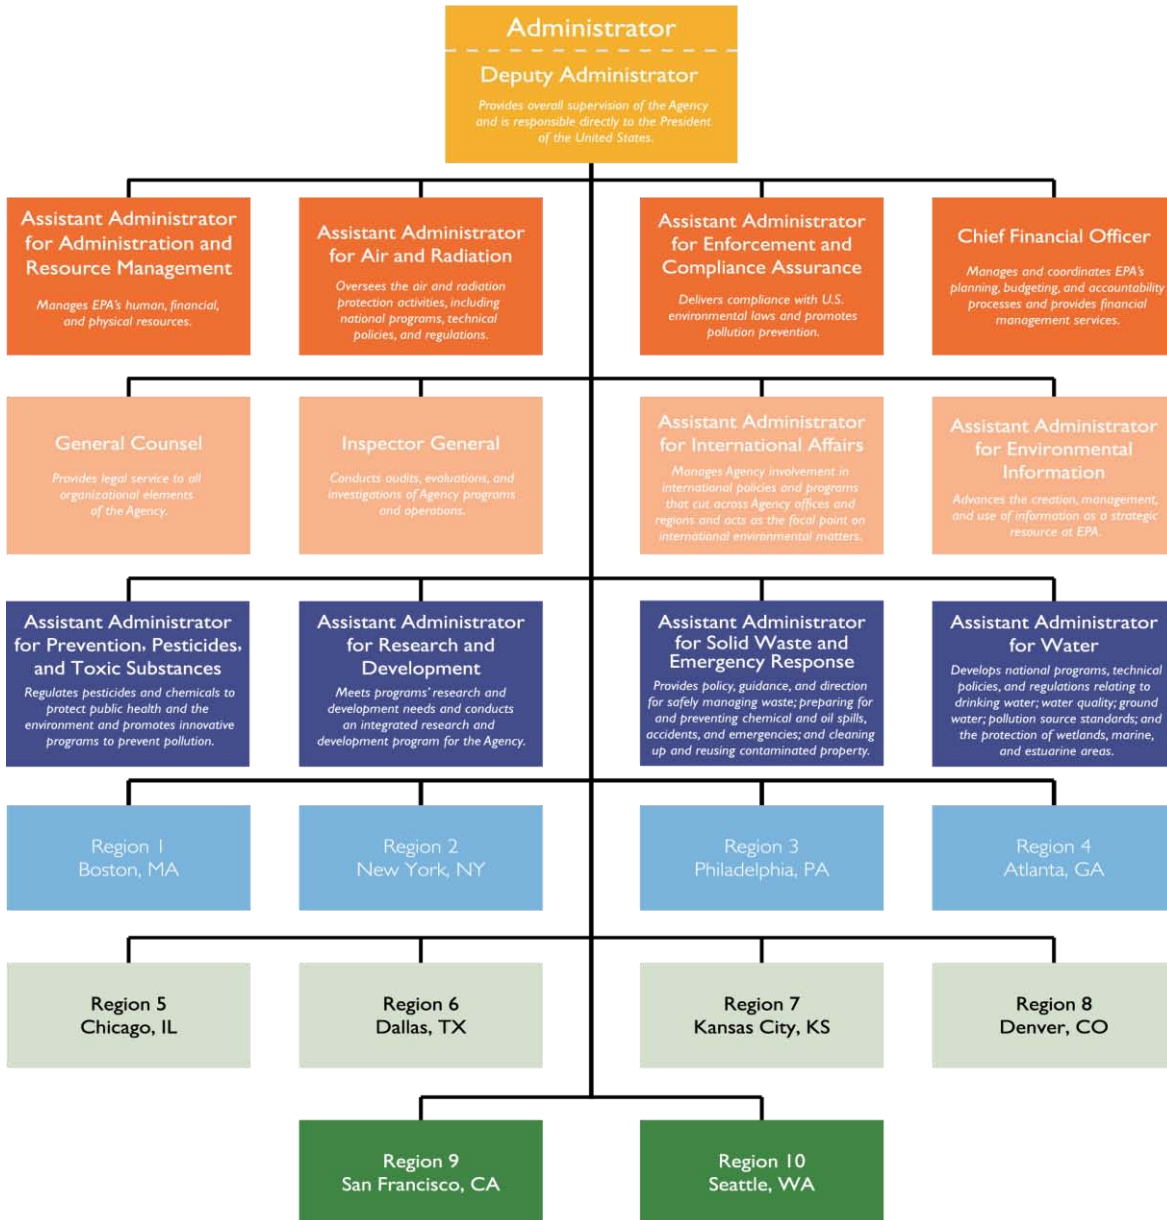 Administrator
Deputy Administrator
Provides overall supervision of the Agency
and is responsible directly to the President
of the United States.
Assistant Administrator
for Administration and
Resource Management
Manages EPA's human, financial,
and physical resources.
Assistant Administrator
for Air and Radiation
Oversees the air and radiation
protection activities, including
national programs, technical
policies, and regulations.
Assistant Administrator
for Enforcement and
Compliance Assurance
Delivers compliance with U.S.
environmental laws and promotes
pollution prevention.
Chief Financial Officer
Manages and coordinates EPA's
planning, budgeting, and accountability
processes and provides financial
management services.
General Counsel
Provides legal service to all
organizational elements
of the Agency.
Inspector General
Conducts audits, evaluations, and
investigations of Agency programs
and operations.
Assistant Administrator
for International Affairs
Manages Agency involvement in
international policies and programs
that cut across Agency offices and
regions and acts as the focal point on
international environmental matters.
Assistant Administrator
for Environmental
Information
Advances the creation, management,
and use of information as a strategic
resource at EPA.
Assistant Administrator
for Prevention, Pesticides,
and Toxic Substances
Regulates pesticides and chemicals to
protect public health and the
environment and promotes innovative
programs to prevent pollution.
Assistant Administrator
for Research and
Development
Meets programs' research and
development needs and conducts
an integrated research and
development program for the Agency.
Assistant Administrator
for Solid Waste and
Emergency Response
Provides policy, guidance, and direction
for safely managing waste; preparing for
and preventing chemical and oil spills,
accidents, and emergencies; and cleaning
up and reusing contaminated property.
Assistant Administrator
for Water
Develops national programs, technical
policies, and regulations relating to
drinking water; water quality; ground
water; pollution source standards; and
the protection of wetlands, marine,
and estuarine areas.
Region 1
Boston, MA
Region 2
New York, NY
Region 3
Philadelphia, PA
Region 4
Atlanta, GA
Region 5
Chicago, IL
Region 6
Dallas, TX
Region 7
Kansas City, KS
Region 8
Denver, CO
Region 9
San Francisco, CA
Region 10
Seattle, WA